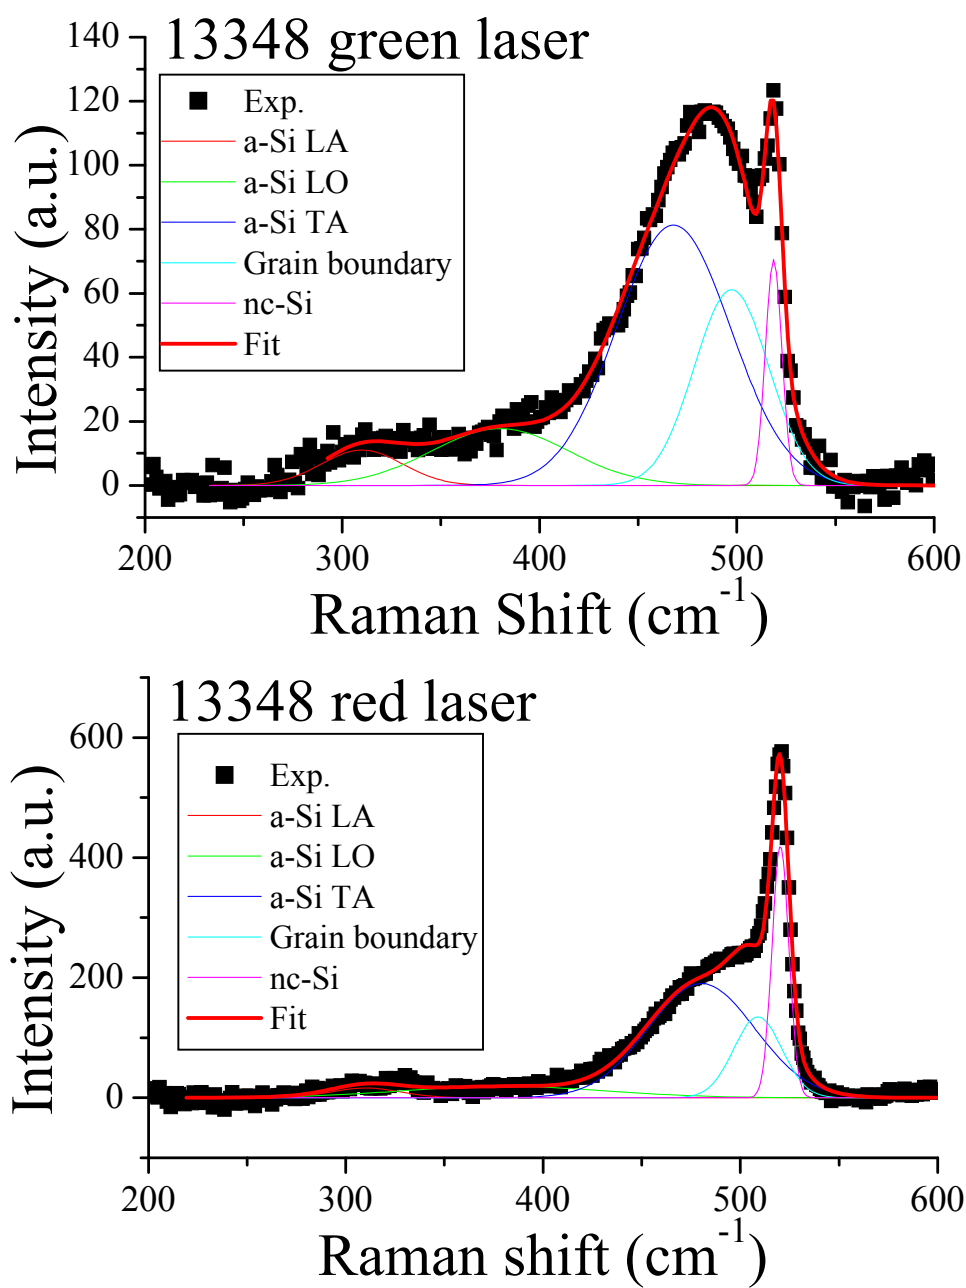 13348 green laser
Exp.
a-Si LA
a-Si LO
a-Si TA
Grain boundary
nc-Si
Fit
Intensity (a.u.)
140
120
100
80
60
40
20
0
200 300 400 500 600
Raman Shift (cm⁻¹)
13348 red laser
Exp.
a-Si LA
a-Si LO
a-Si TA
Grain boundary
nc-Si
Fit
Intensity (a.u.)
600
400
200
0
200 300 400 500 600
Raman shift (cm⁻¹)